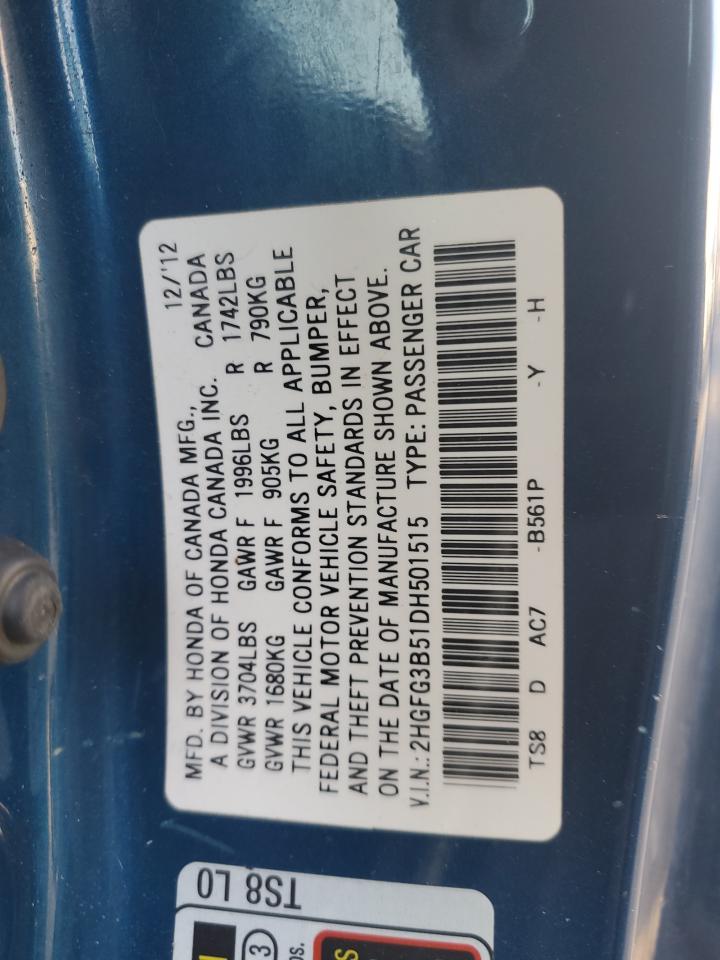 MFD. BY HONDA OF CANADA MFG., 12/'12
A DIVISION OF HONDA CANADA INC. CANADA
GVWR 3704LBS GAWR F 1996LBS R 1742LBS
GVWR 1680KG GAWR F 905KG R 790KG
THIS VEHICLE CONFORMS TO ALL APPLICABLE
FEDERAL MOTOR VEHICLE SAFETY, BUMPER,
AND THEFT PREVENTION STANDARDS IN EFFECT
ON THE DATE OF MANUFACTURE SHOWN ABOVE.
V.I.N.: 2HGFG3B51DH501515 TYPE: PASSENGER CAR
TS8 D AC7 -B561P -Y -H
TS8 L0
3